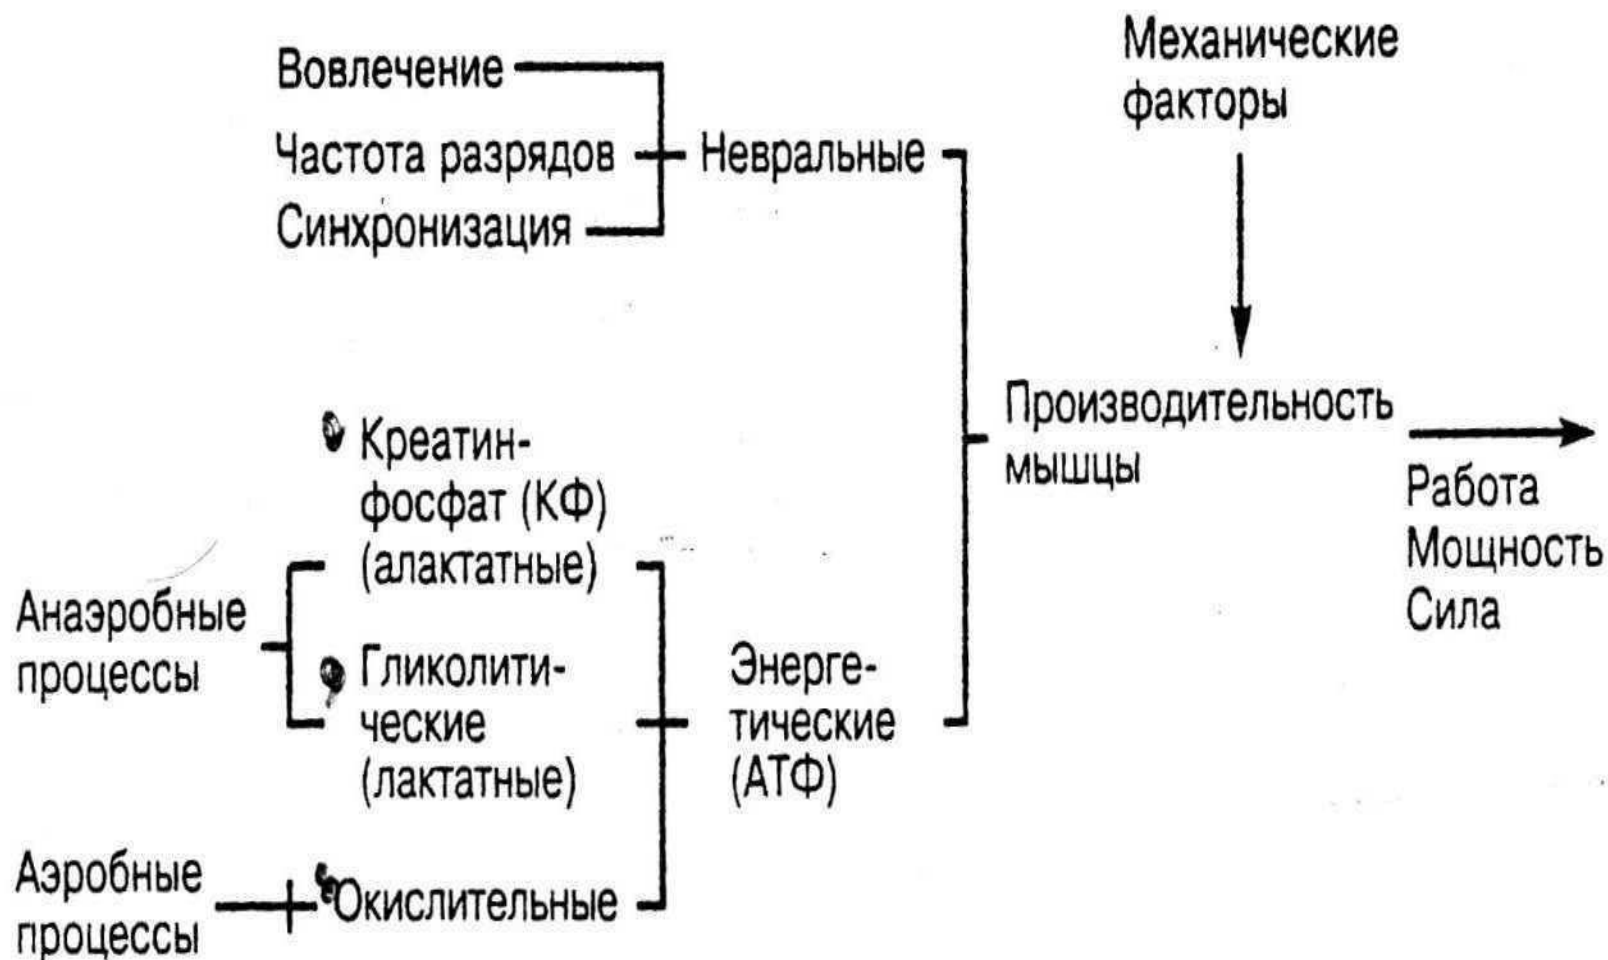 Механические
факторы
Вовлечение
Частота разрядов
Невральные
Синхронизация
Производительность
мышцы
Работа
Мощность
Сила
Креатин-
фосфат (КФ)
(алактатные)
Анаэробные
процессы
Гликолити-
ческие
(лактатные)
Энерге-
тические
(АТФ)
Аэробные
процессы
Окислительные